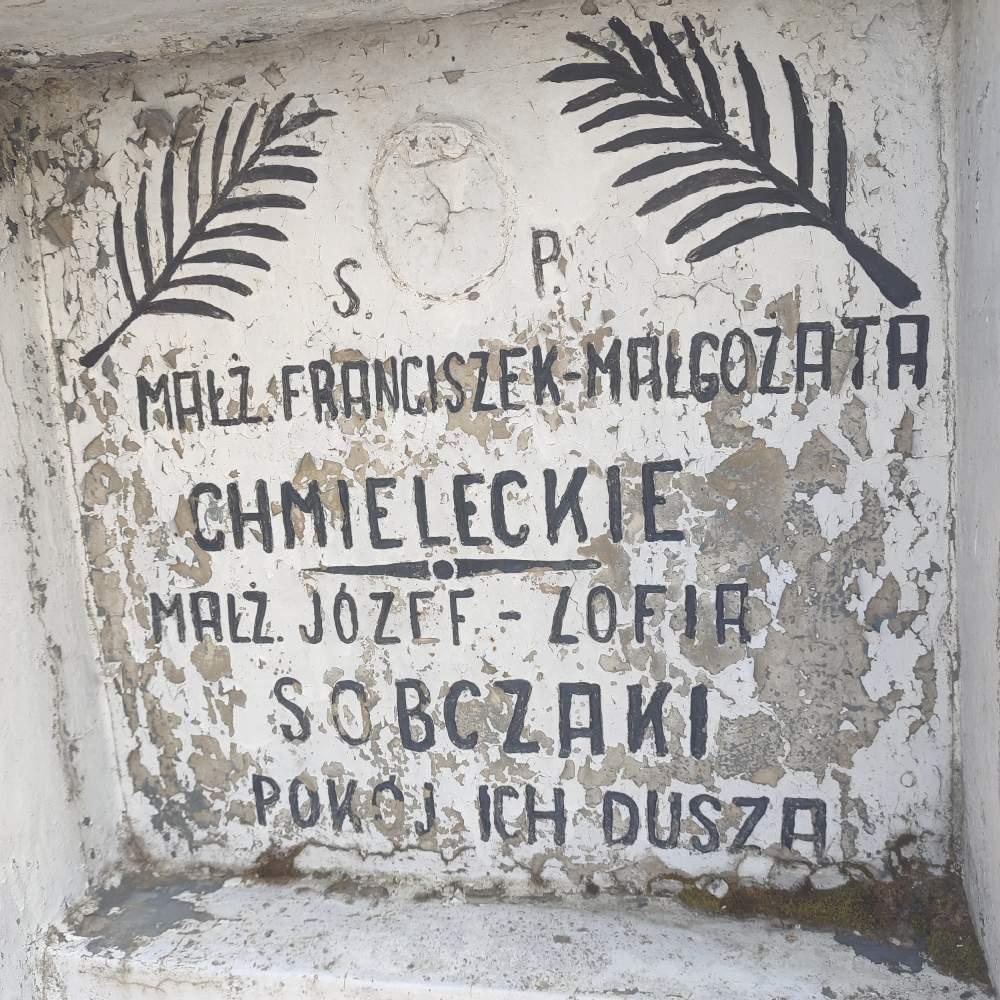 S. P.
MAŁŻ. FRANCISZEK-MAŁGOZATA
CHMIELECKIE
MAŁŻ. JÓZEF - ZOFIA
SOBCZAKI
POKÓJ ICH DUSZA